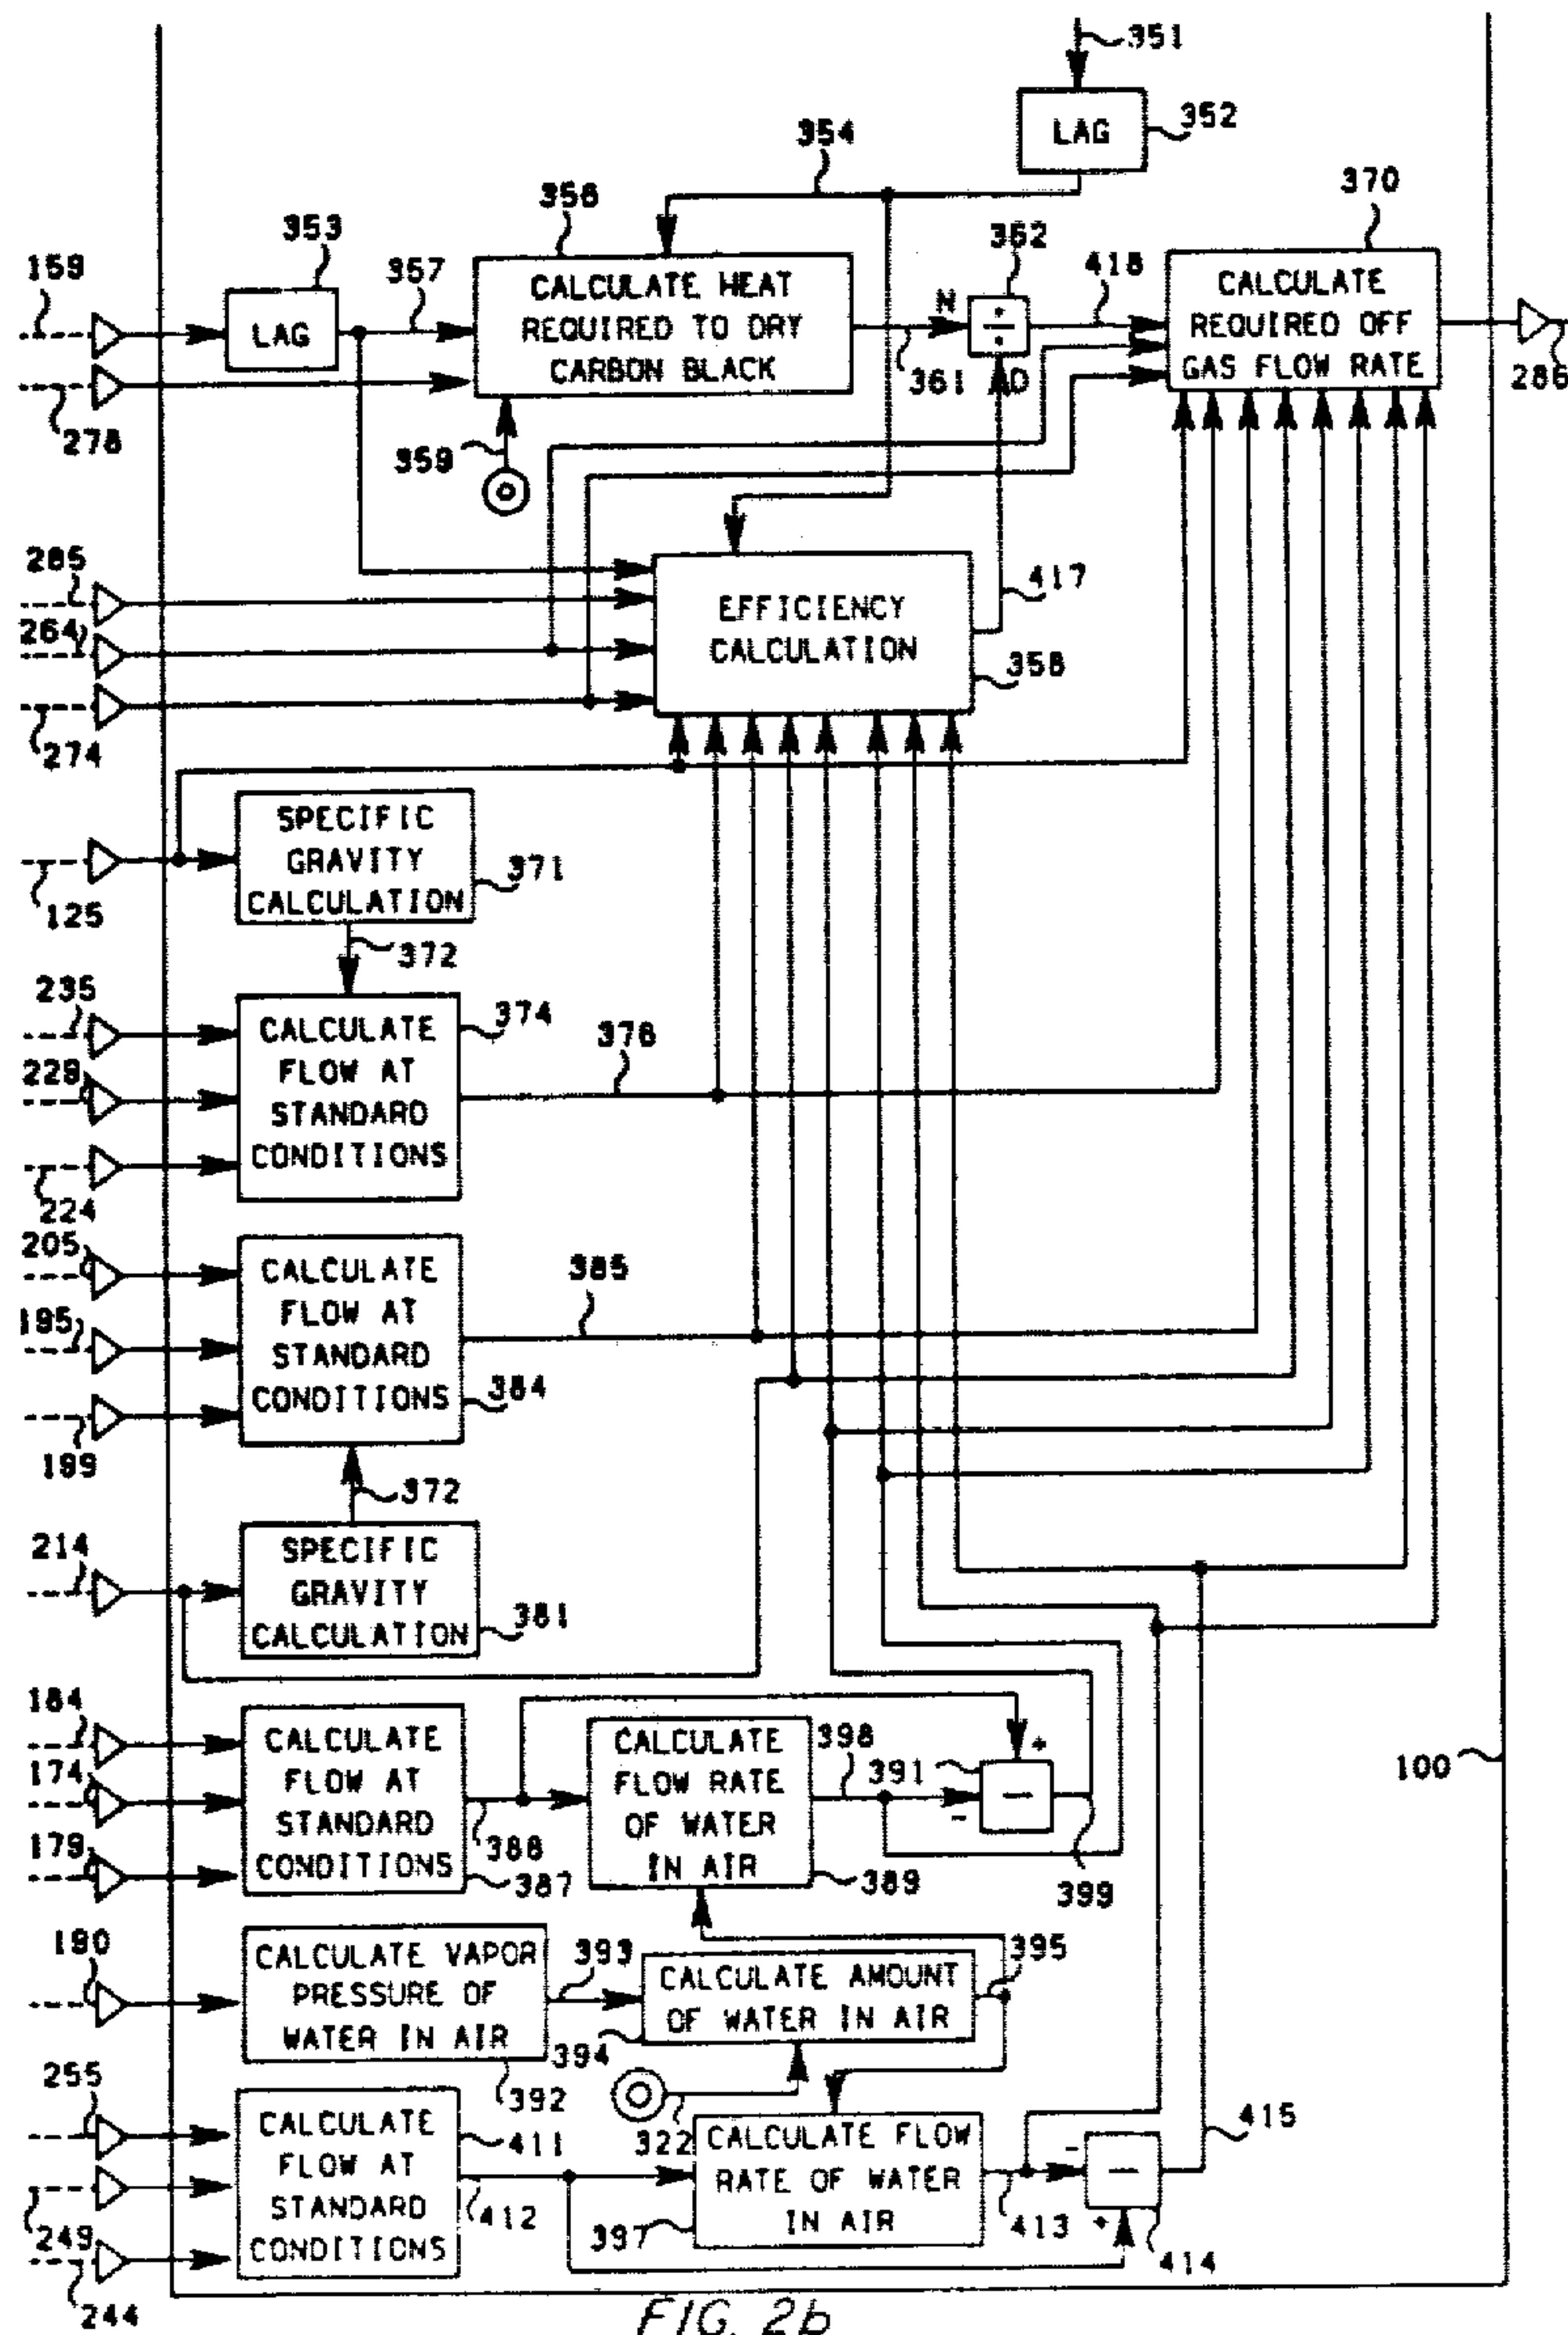 351
LAG
352
354
370
356
353
362
159
357
418
CALCULATE HEAT
REQUIRED TO DRY
CARBON BLACK
CALCULATE
REQUIRED OFF
GAS FLOW RATE
LAG
N
÷
361
D
286
278
359
285
417
264
EFFICIENCY
CALCULATION
358
274
SPECIFIC
GRAVITY
CALCULATION
371
125
372
235
374
CALCULATE
FLOW AT
STANDARD
CONDITIONS
376
229
224
205
385
CALCULATE
FLOW AT
STANDARD
CONDITIONS
195
384
199
372
214
SPECIFIC
GRAVITY
CALCULATION
381
184
CALCULATE
FLOW AT
STANDARD
CONDITIONS
CALCULATE
FLOW RATE
OF WATER
IN AIR
398
391
+
-
−
100
174
388
179
387
389
399
190
CALCULATE VAPOR
PRESSURE OF
WATER IN AIR
393
395
CALCULATE AMOUNT
OF WATER IN AIR
394
392
255
322
CALCULATE
FLOW AT
STANDARD
CONDITIONS
411
CALCULATE FLOW
RATE OF WATER
IN AIR
415
-
−
+
412
413
249
397
414
244
FIG. 2b